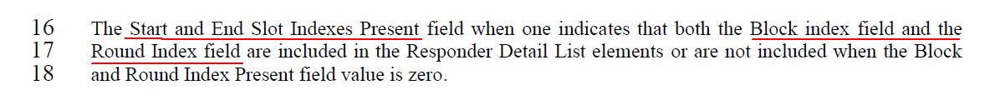 16 The Start and End Slot Indexes Present field when one indicates that both the Block index field and the
17 Round Index field are included in the Responder Detail List elements or are not included when the Block
18 and Round Index Present field value is zero.